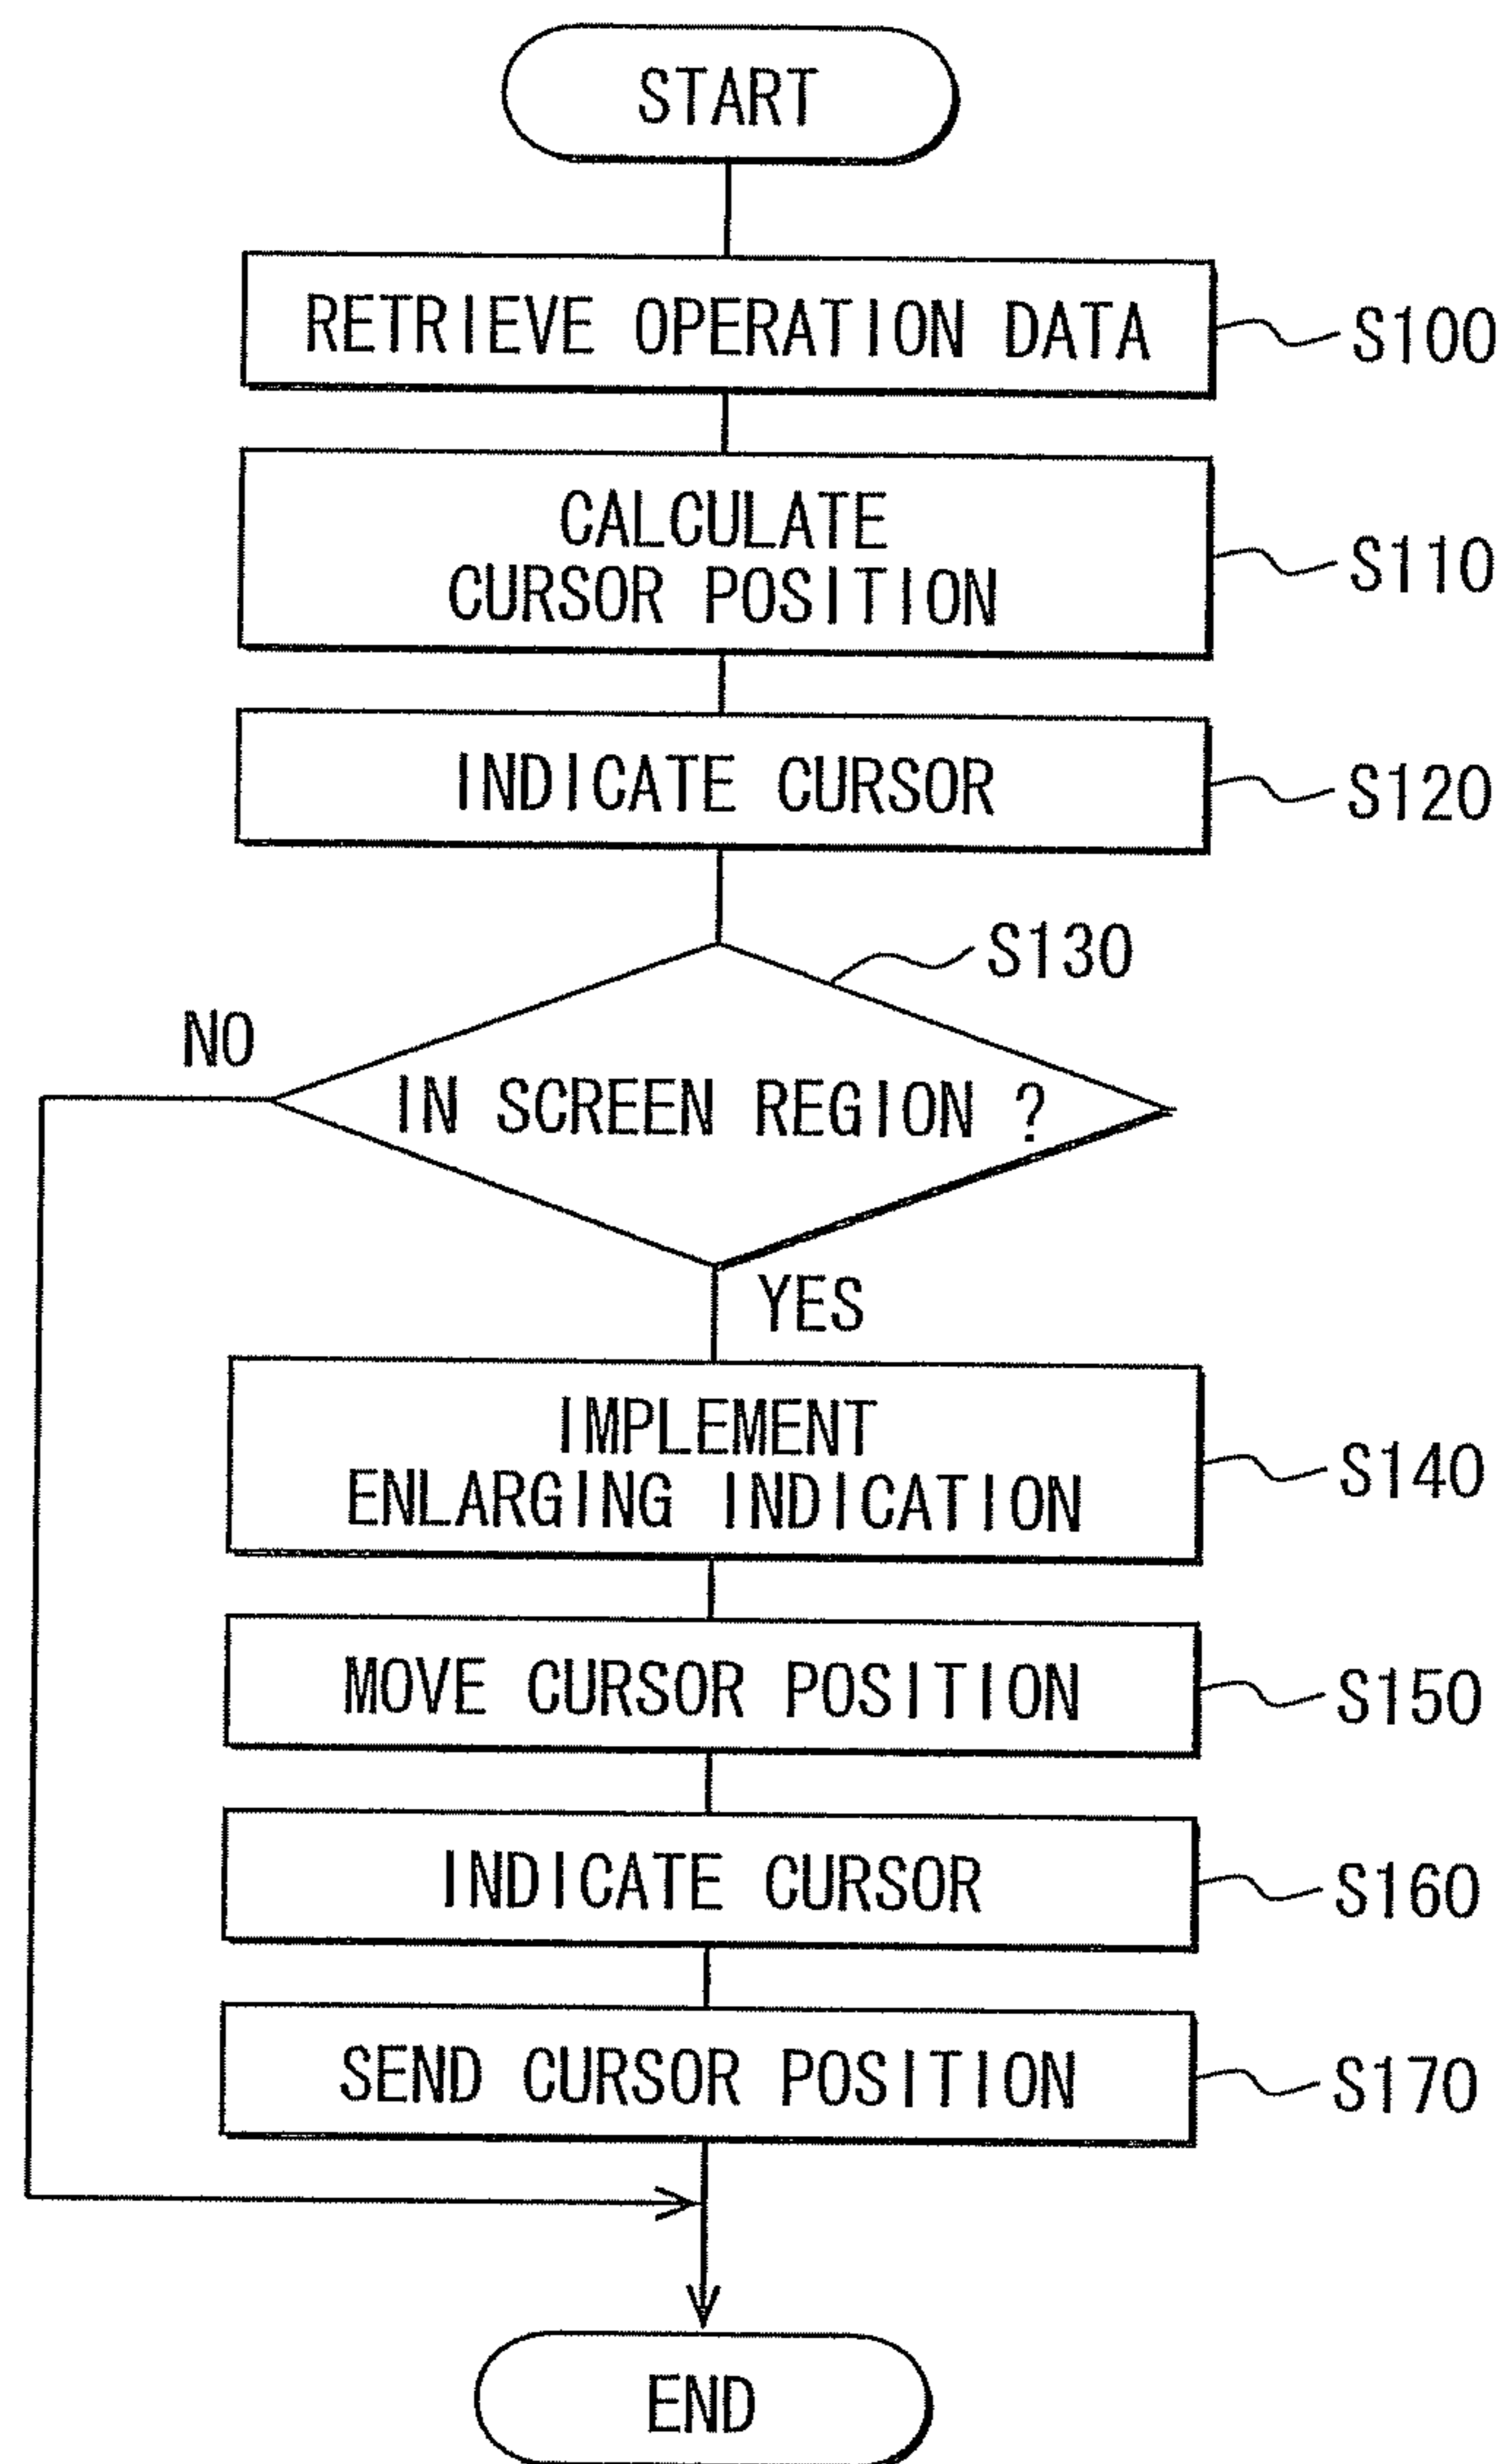 START
RETRIEVE OPERATION DATA
S100
CALCULATE
CURSOR POSITION
S110
INDICATE CURSOR
S120
S130
NO
IN SCREEN REGION ?
YES
IMPLEMENT
ENLARGING INDICATION
S140
MOVE CURSOR POSITION
S150
INDICATE CURSOR
S160
SEND CURSOR POSITION
S170
END